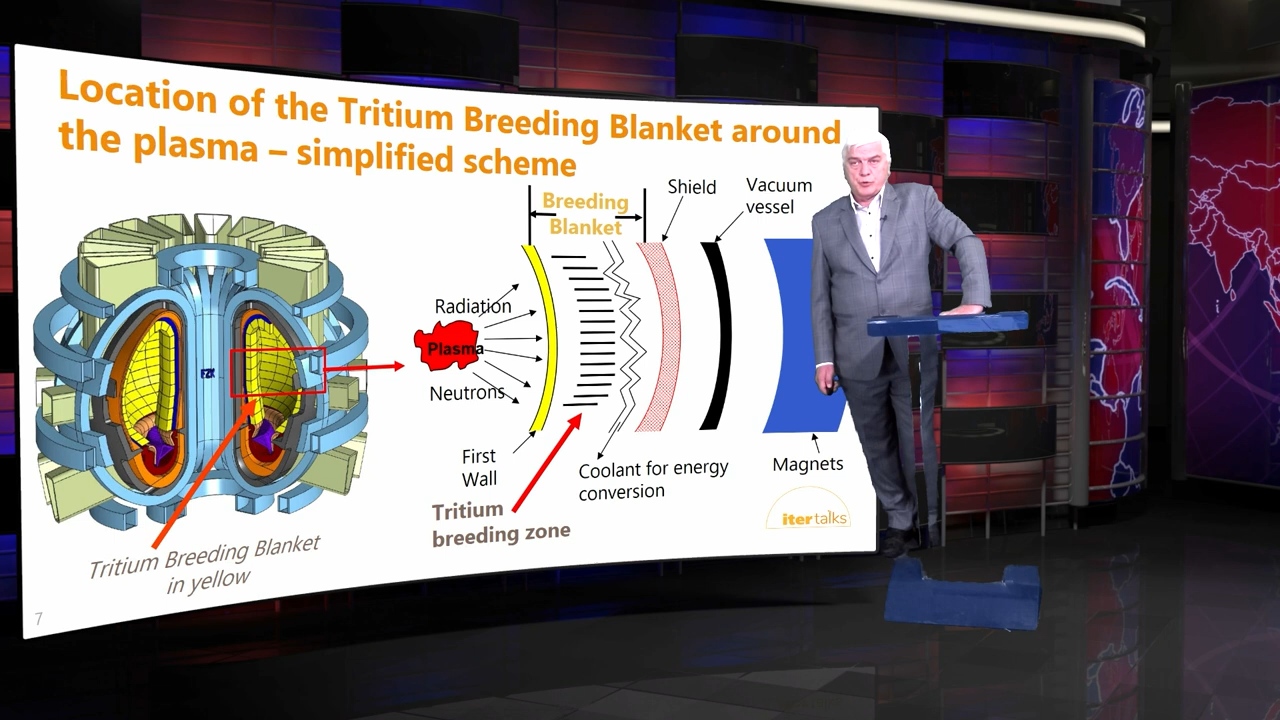 Location of the Tritium Breeding Blanket around
the plasma – simplified scheme
Breeding
Blanket
Shield
Vacuum
vessel
Radiation
Plasma
Neutrons
First
Wall
Coolant for energy
conversion
Magnets
Tritium
breeding zone
FZK
Tritium Breeding Blanket
in yellow
iter talks
7